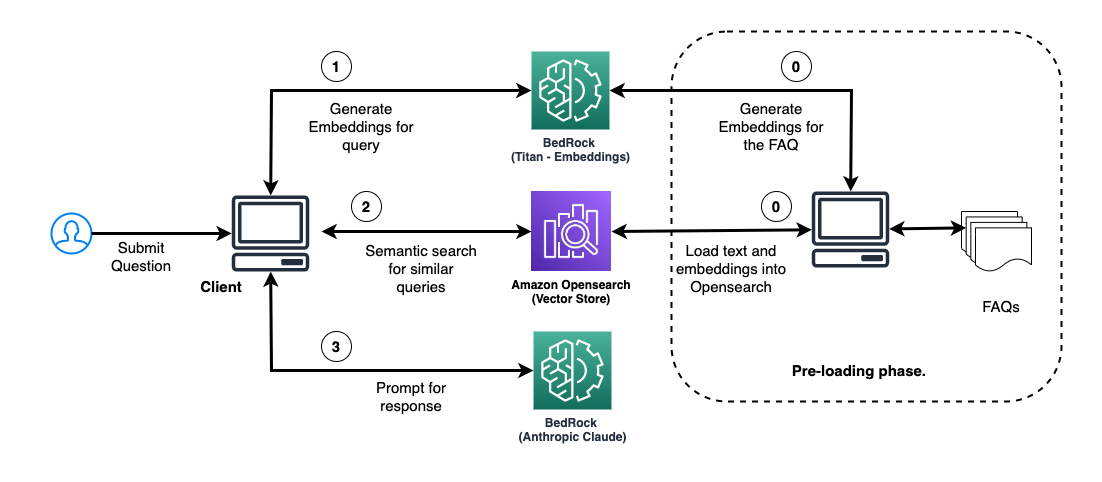 1
Generate
Embeddings for
query
BedRock
(Titan - Embeddings)
0
Generate
Embeddings for
the FAQ
Submit
Question
Client
2
Semantic search
for similar
queries
Amazon Opensearch
(Vector Store)
0
Load text and
embeddings into
Opensearch
FAQs
3
Prompt for
response
BedRock
(Anthropic Claude)
Pre-loading phase.